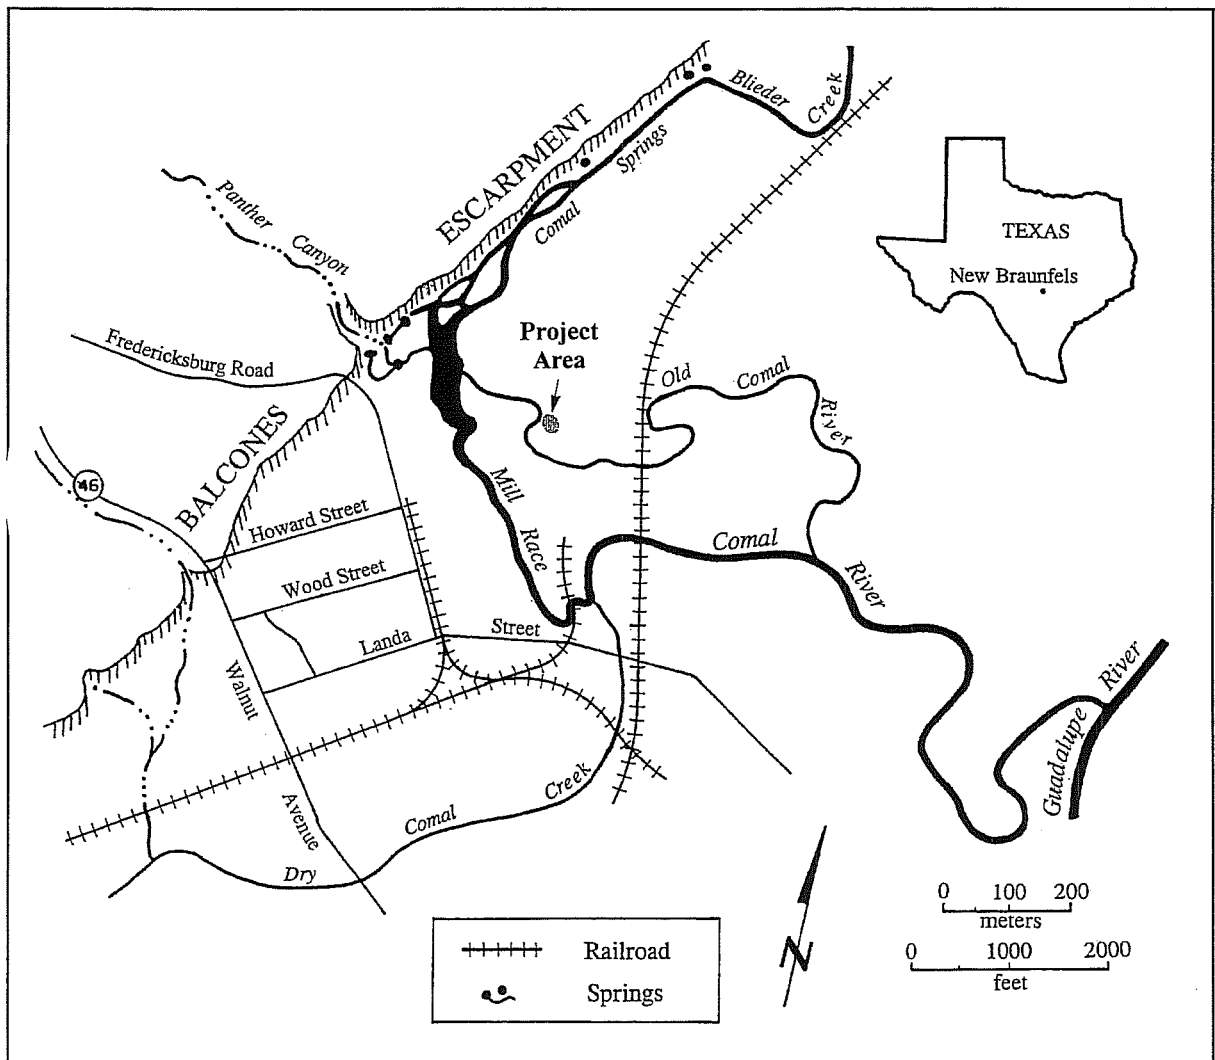 Blieder
Creek
ESCARPMENT
Springs
Comal
Panther
Canyon
TEXAS
New Braunfels
Project
Area
Fredericksburg Road
Old
Comal
River
BALCONES
46
Mill
Race
Howard Street
Wood Street
Comal
River
Landa
Street
Walnut
Avenue
Guadalupe
River
Creek
Comal
Dry
N
0 100 200
meters
0 1000 2000
feet
Railroad
Springs